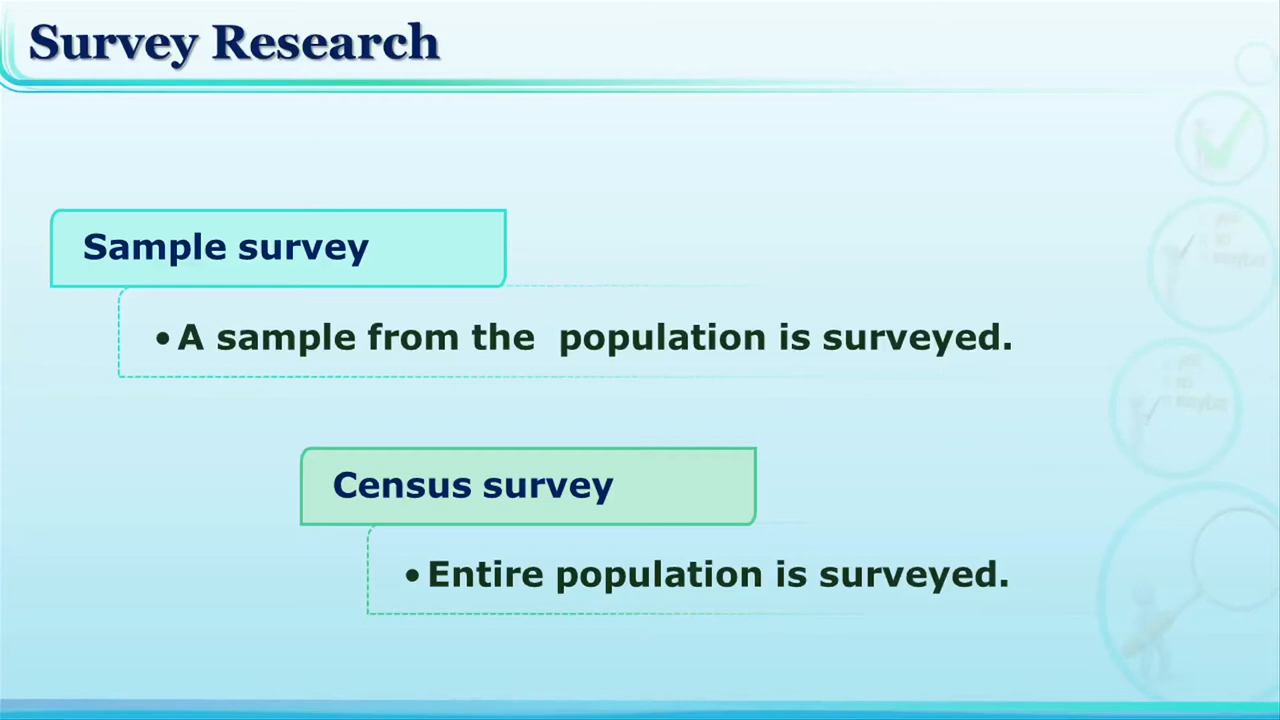 Survey Research
Sample survey
•A sample from the  population is surveyed.
Census survey
•Entire population is surveyed.